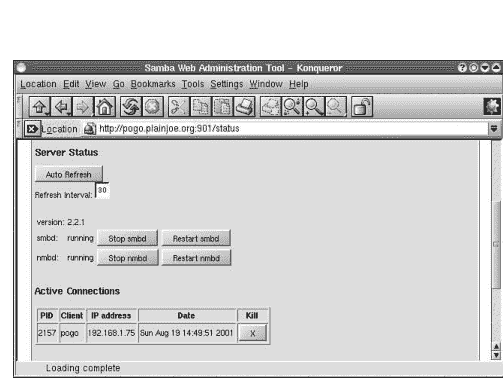 Samba Web Administration Tool - Konqueror
Location Edit View Go Bookmarks Tools Settings Window Help
Location http://pogo.plainjoe.org:901/status
Server Status
Auto Refresh
Refresh Interval: 30
version: 2.2.1
smbd: running Stop smbd Restart smbd
nmbd: running Stop nmbd Restart nmbd
Active Connections
PID Client IP address Date Kill
2157 pogo 192.168.1.75 Sun Aug 19 14:49:51 2001 X
Loading complete